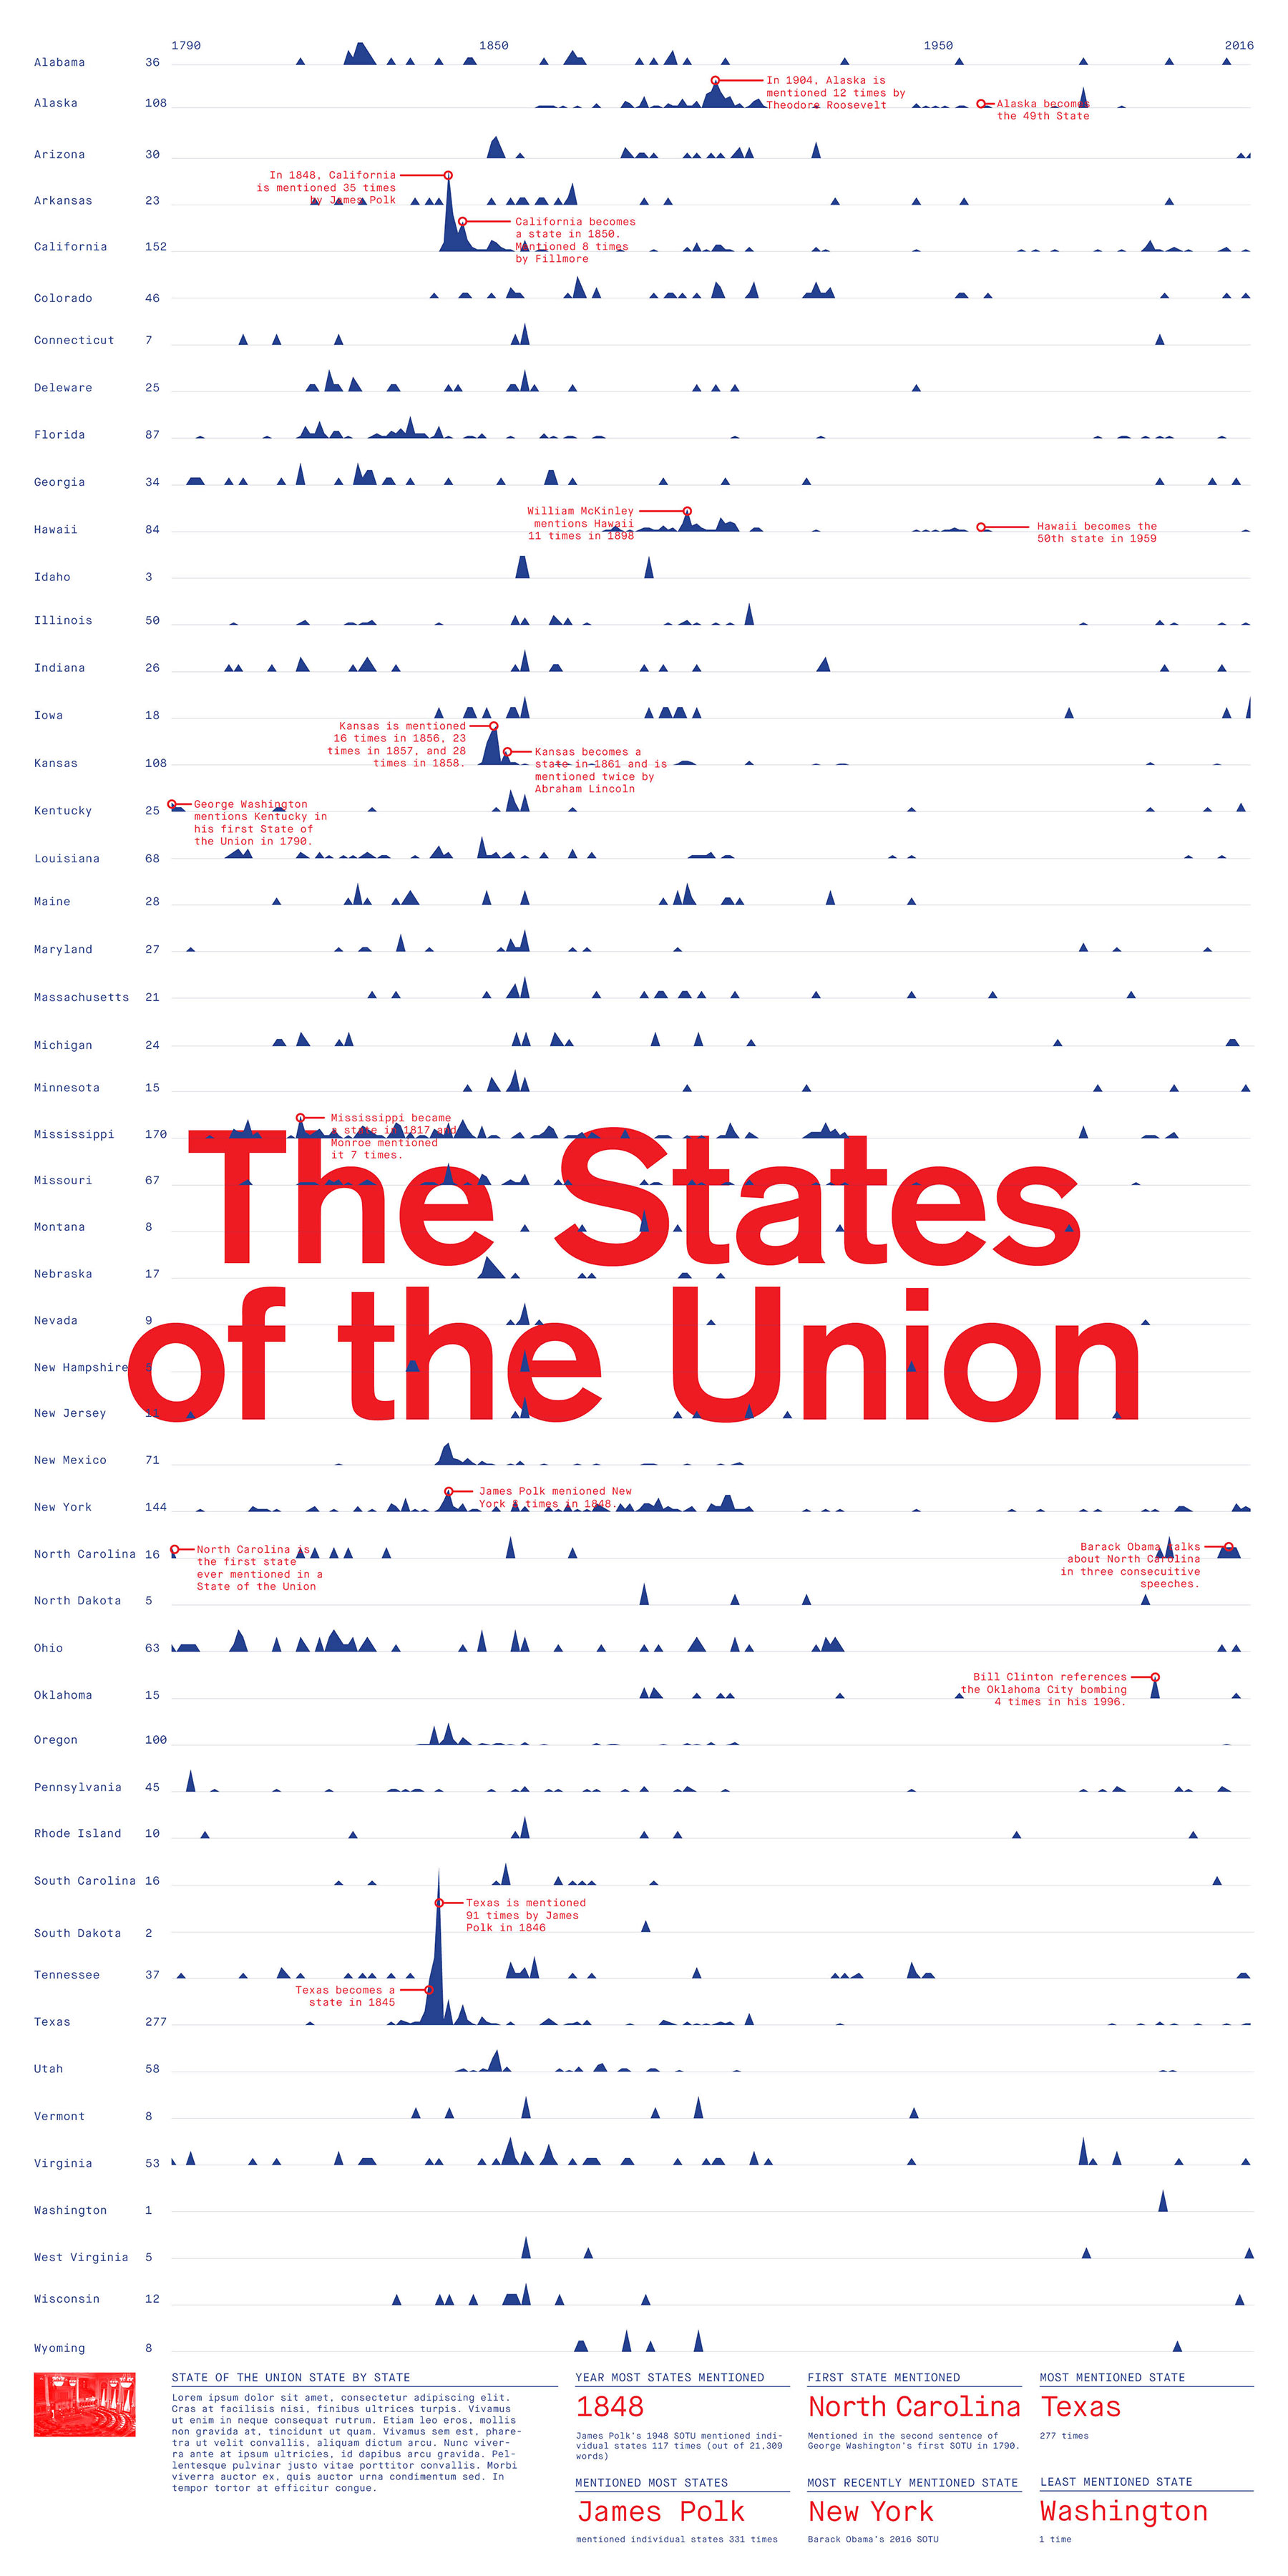 1790 1850 1950 2016
Alabama 36
Alaska 108
In 1904, Alaska is
mentioned 12 times by
Theodore Roosevelt
Alaska becomes
the 49th State
Arizona 30
In 1848, California
is mentioned 35 times
by James Polk
Arkansas 23
California becomes
a state in 1850.
Mentioned 8 times
by Fillmore
California 152
Colorado 46
Connecticut 7
Deleware 25
Florida 87
Georgia 34
William McKinley
mentions Hawaii
11 times in 1898
Hawaii 84
Hawaii becomes the
50th state in 1959
Idaho 3
Illinois 50
Indiana 26
Iowa 18
Kansas is mentioned
16 times in 1856, 23
times in 1857, and 28
times in 1858.
Kansas 108
Kansas becomes a
state in 1861 and is
mentioned twice by
Abraham Lincoln
Kentucky 25
George Washington
mentions Kentucky in
his first State of
the Union in 1790.
Louisiana 68
Maine 28
Maryland 27
Massachusetts 21
Michigan 24
Minnesota 15
Mississippi 170
Mississippi became
a state in 1817 and
Monroe mentioned
it 7 times.
The States
of the Union
Missouri 67
Montana 8
Nebraska 17
Nevada 9
New Hampshire 5
New Jersey 11
New Mexico 71
New York 144
James Polk menioned New
York 8 times in 1848.
North Carolina 16
North Carolina is
the first state
ever mentioned in a
State of the Union
Barack Obama talks
about North Carolina
in three consecuitive
speeches.
North Dakota 5
Ohio 63
Oklahoma 15
Bill Clinton references
the Oklahoma City bombing
4 times in his 1996.
Oregon 100
Pennsylvania 45
Rhode Island 10
South Carolina 16
Texas is mentioned
91 times by James
Polk in 1846
South Dakota 2
Tennessee 37
Texas becomes a
state in 1845
Texas 277
Utah 58
Vermont 8
Virginia 53
Washington 1
West Virginia 5
Wisconsin 12
Wyoming 8
STATE OF THE UNION STATE BY STATE
Lorem ipsum dolor sit amet, consectetur adipiscing elit.
Cras at facilisis nisi, finibus ultrices turpis. Vivamus
ut enim in neque consequat rutrum. Etiam leo eros, mollis
non gravida at, tincidunt ut quam. Vivamus sem est, phare-
tra ut velit convallis, aliquam dictum arcu. Nunc viver-
ra ante at ipsum ultricies, id dapibus arcu gravida. Pel-
lentesque pulvinar justo vitae porttitor convallis. Morbi
viverra auctor ex, quis auctor urna condimentum sed. In
tempor tortor at efficitur congue.
YEAR MOST STATES MENTIONED
1848
James Polk's 1948 SOTU mentioned indi-
vidual states 117 times (out of 21,309
words)
FIRST STATE MENTIONED
North Carolina
Mentioned in the second sentence of
George Washington's first SOTU in 1790.
MOST MENTIONED STATE
Texas
277 times
MENTIONED MOST STATES
James Polk
mentioned individual states 331 times
MOST RECENTLY MENTIONED STATE
New York
Barack Obama's 2016 SOTU
LEAST MENTIONED STATE
Washington
1 time